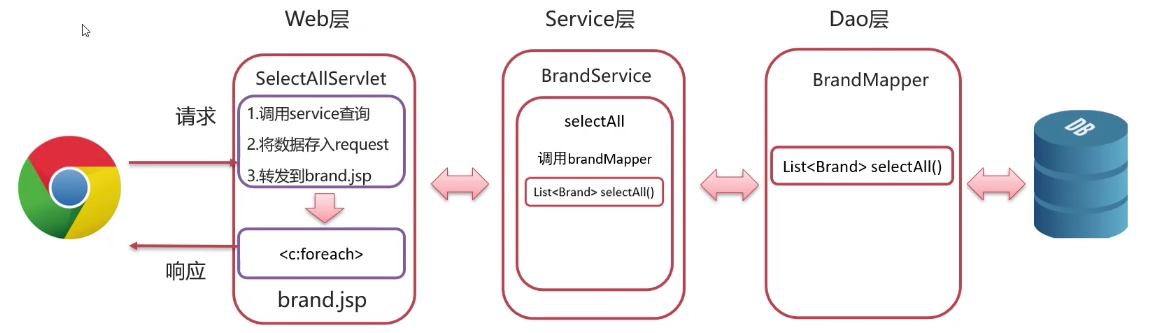 Web层
Service层
Dao层
SelectAllServlet
BrandService
BrandMapper
请求
1.调用service查询
2.将数据存入request
3.转发到brand.jsp
selectAll
调用brandMapper
List<Brand> selectAll()
List<Brand> selectAll()
DB
<c:foreach>
响应
brand.jsp